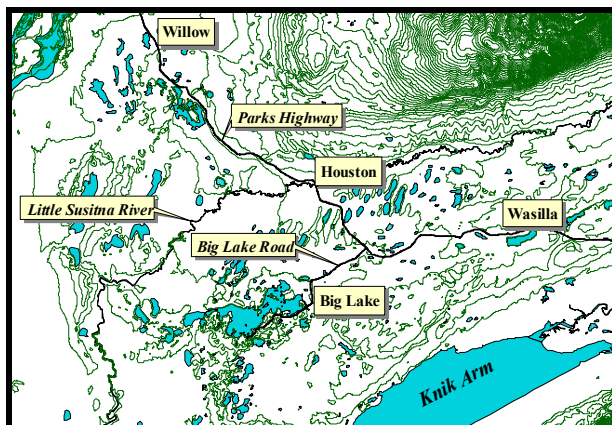 Willow
Parks Highway
Houston
Little Susitna River
Wasilla
Big Lake Road
Big Lake
Knik Arm